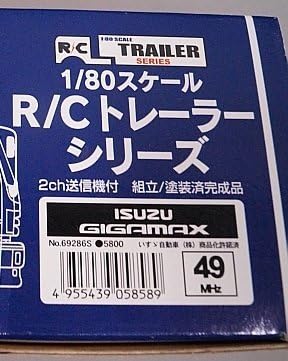 1/80 SCALE
R/C TRAILER
SERIES
1/80スケール
R/Cトレーラー
シリーズ
2ch送信機付 組立/塗装済完成品
ISUZU
GIGAMAX
No.69286S ●5800 いすゞ自動車(株)商品化許諾済
49
MHz
4 955439 058589